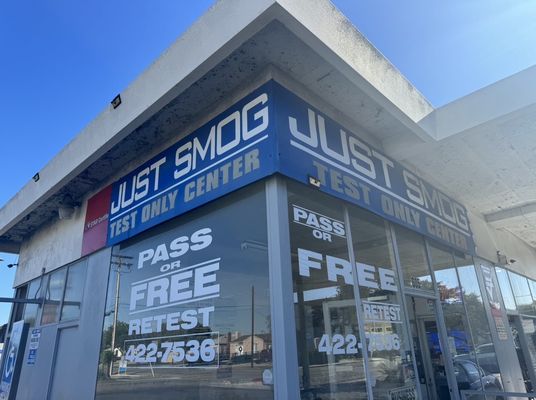 JUST SMOG
TEST ONLY CENTER
JUST SMOG
TEST ONLY CENTER
PASS
OR
FREE
RETEST
422-7536
PASS
OR
FREE
RETEST
422-7536